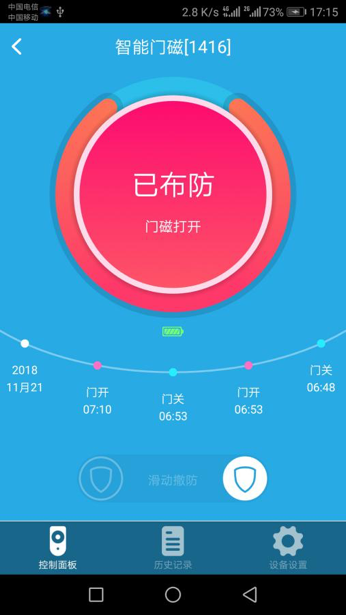 中国电信
中国移动
2.8 K/s 4G 2G 73% 17:15
智能门磁[1416]
已布防
门磁打开
2018
11月21
门开
07:10
门关
06:53
门开
06:53
门关
06:48
滑动撤防
控制面板
历史记录
设备设置